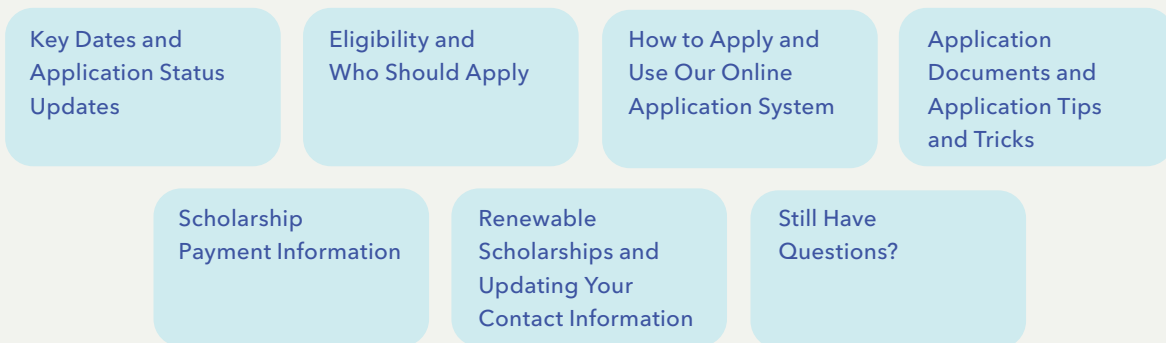 Key Dates and
Application Status
Updates
Eligibility and
Who Should Apply
How to Apply and
Use Our Online
Application System
Application
Documents and
Application Tips
and Tricks
Scholarship
Payment Information
Renewable
Scholarships and
Updating Your
Contact Information
Still Have
Questions?